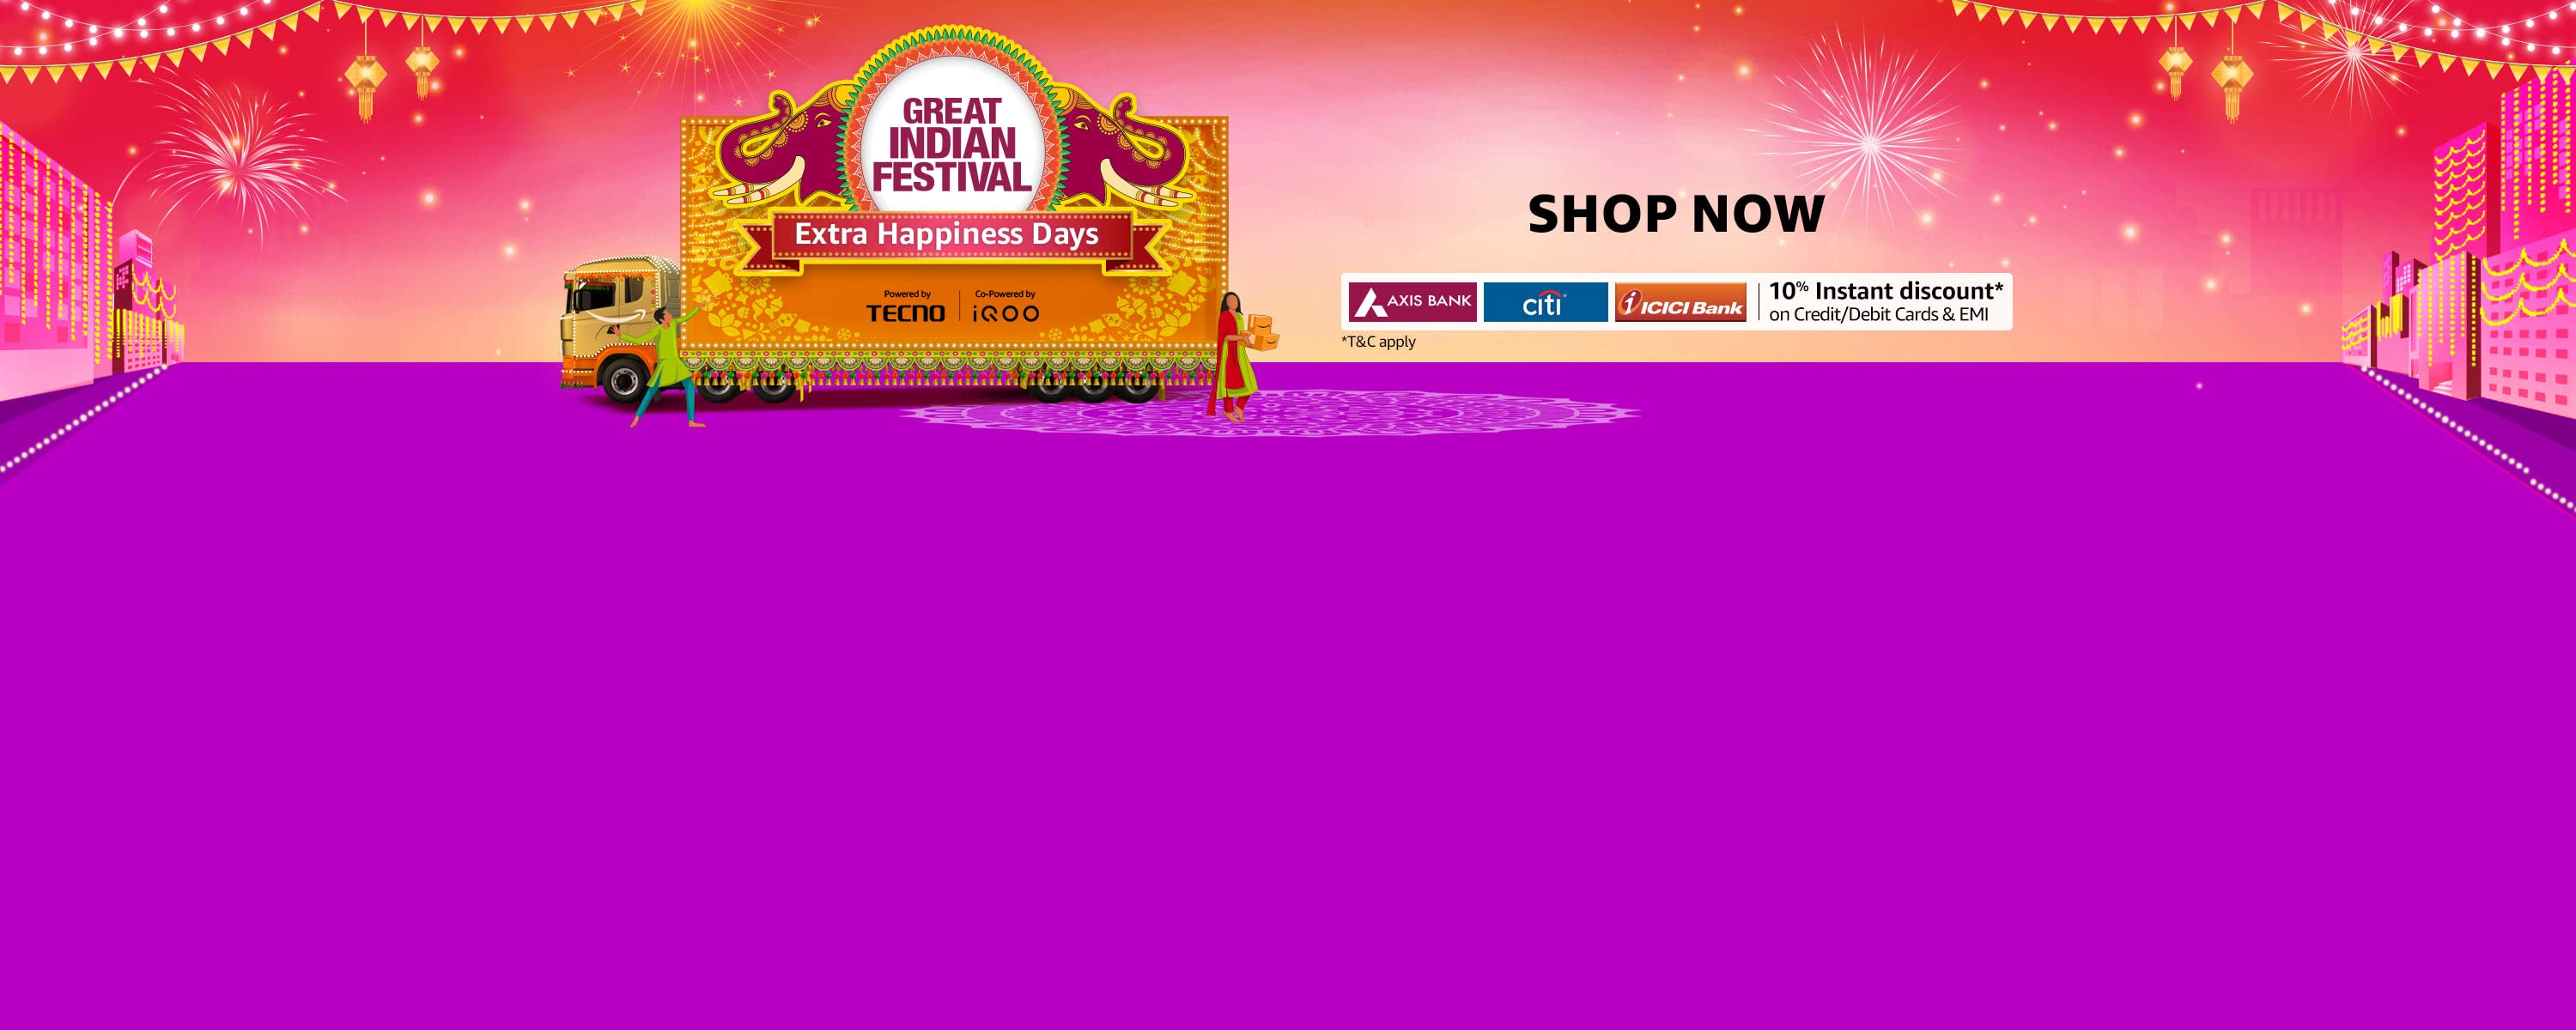 GREAT
INDIAN
FESTIVAL
Extra Happiness Days
Powered by
TECNO
Co-Powered by
iQOO
SHOP NOW
AXIS BANK
citi
ICICI Bank
10% Instant discount*
on Credit/Debit Cards & EMI
*T&C apply